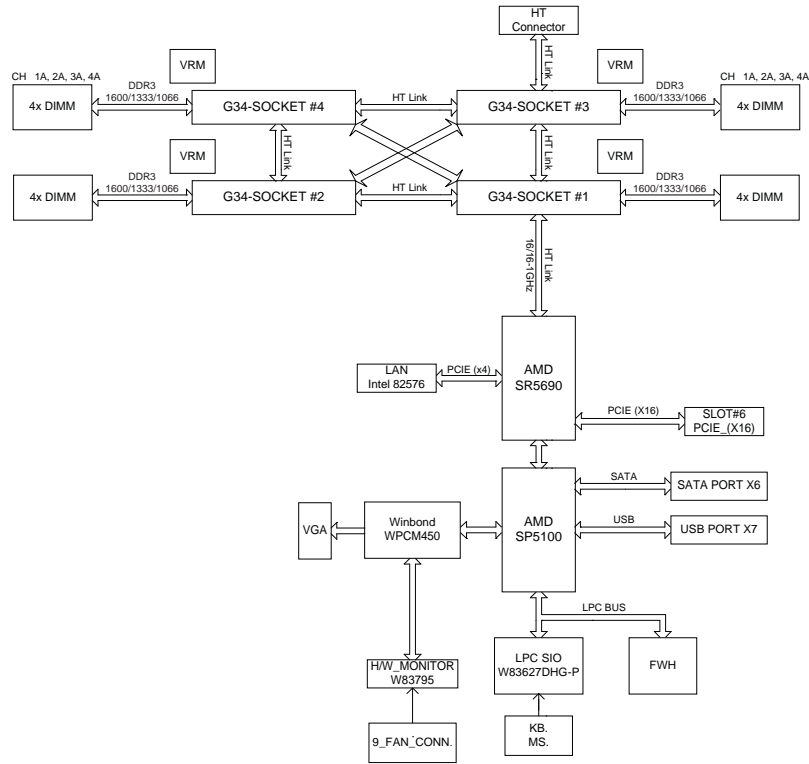 HT
Connector
VRM
VRM
CH 1A, 2A, 3A, 4A
CH 1A, 2A, 3A, 4A
4x DIMM
DDR3
1600/1333/1066
G34-SOCKET #4
HT Link
G34-SOCKET #3
DDR3
1600/1333/1066
4x DIMM
HT Link
HT Link
VRM
VRM
4x DIMM
DDR3
1600/1333/1066
G34-SOCKET #2
HT Link
G34-SOCKET #1
DDR3
1600/1333/1066
4x DIMM
16/16-1GHz
HT Link
LAN
Intel 82576
PCIE (x4)
AMD
SR5690
PCIE (X16)
SLOT#6
PCIE_(X16)
SATA
SATA PORT X6
VGA
Winbond
WPCM450
AMD
SP5100
USB
USB PORT X7
LPC BUS
H/W_MONITOR
W83795
LPC SIO
W83627DHG-P
FWH
9_FAN_CONN.
KB.
MS.